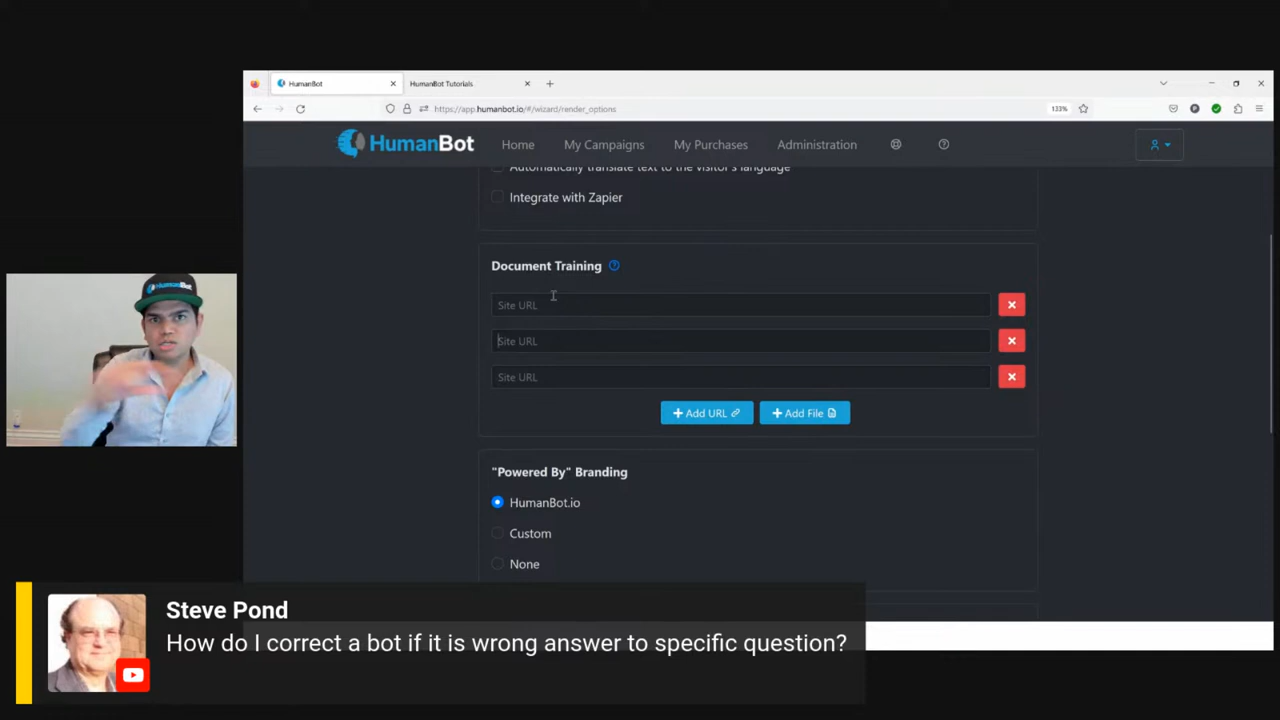 HumanBot
HumanBot Tutorials
https://app.humanbot.io/#/wizard/render_options
133%
HumanBot
Home
My Campaigns
My Purchases
Administration
Automatically translate text to the visitor's language
Integrate with Zapier
Document Training
Site URL
Site URL
Site URL
Add URL
Add File
"Powered By" Branding
HumanBot.io
Custom
None
Steve Pond
How do I correct a bot if it is wrong answer to specific question?